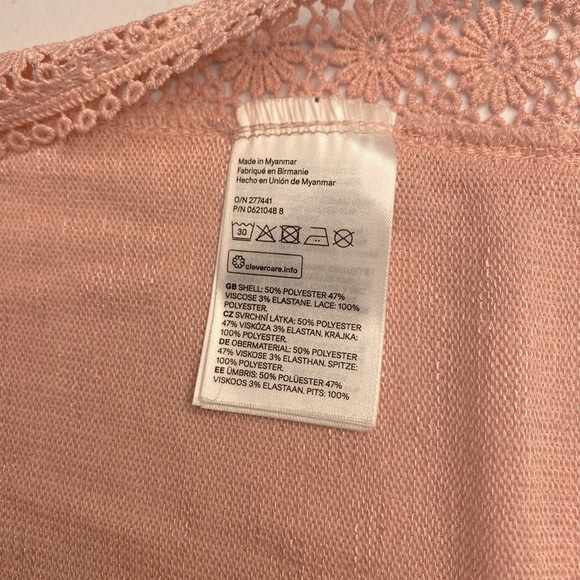 Made in Myanmar
Fabriqué en Birmanie
Hecho en Unión de Myanmar
O/N 277441
P/N 0621048 8
30
clevercare.info
GB SHELL: 50% POLYESTER 47%
VISCOSE 3% ELASTANE. LACE: 100%
POLYESTER.
CZ SVRCHNÍ LÁTKA: 50% POLYESTER
47% VISKÓZA 3% ELASTAN. KRAJKA:
100% POLYESTER.
DE OBERMATERIAL: 50% POLYESTER
47% VISKOSE 3% ELASTHAN. SPITZE:
100% POLYESTER.
EE ÜMBRIS: 50% POLÜESTER 47%
VISKOOS 3% ELASTAAN. PITS: 100%